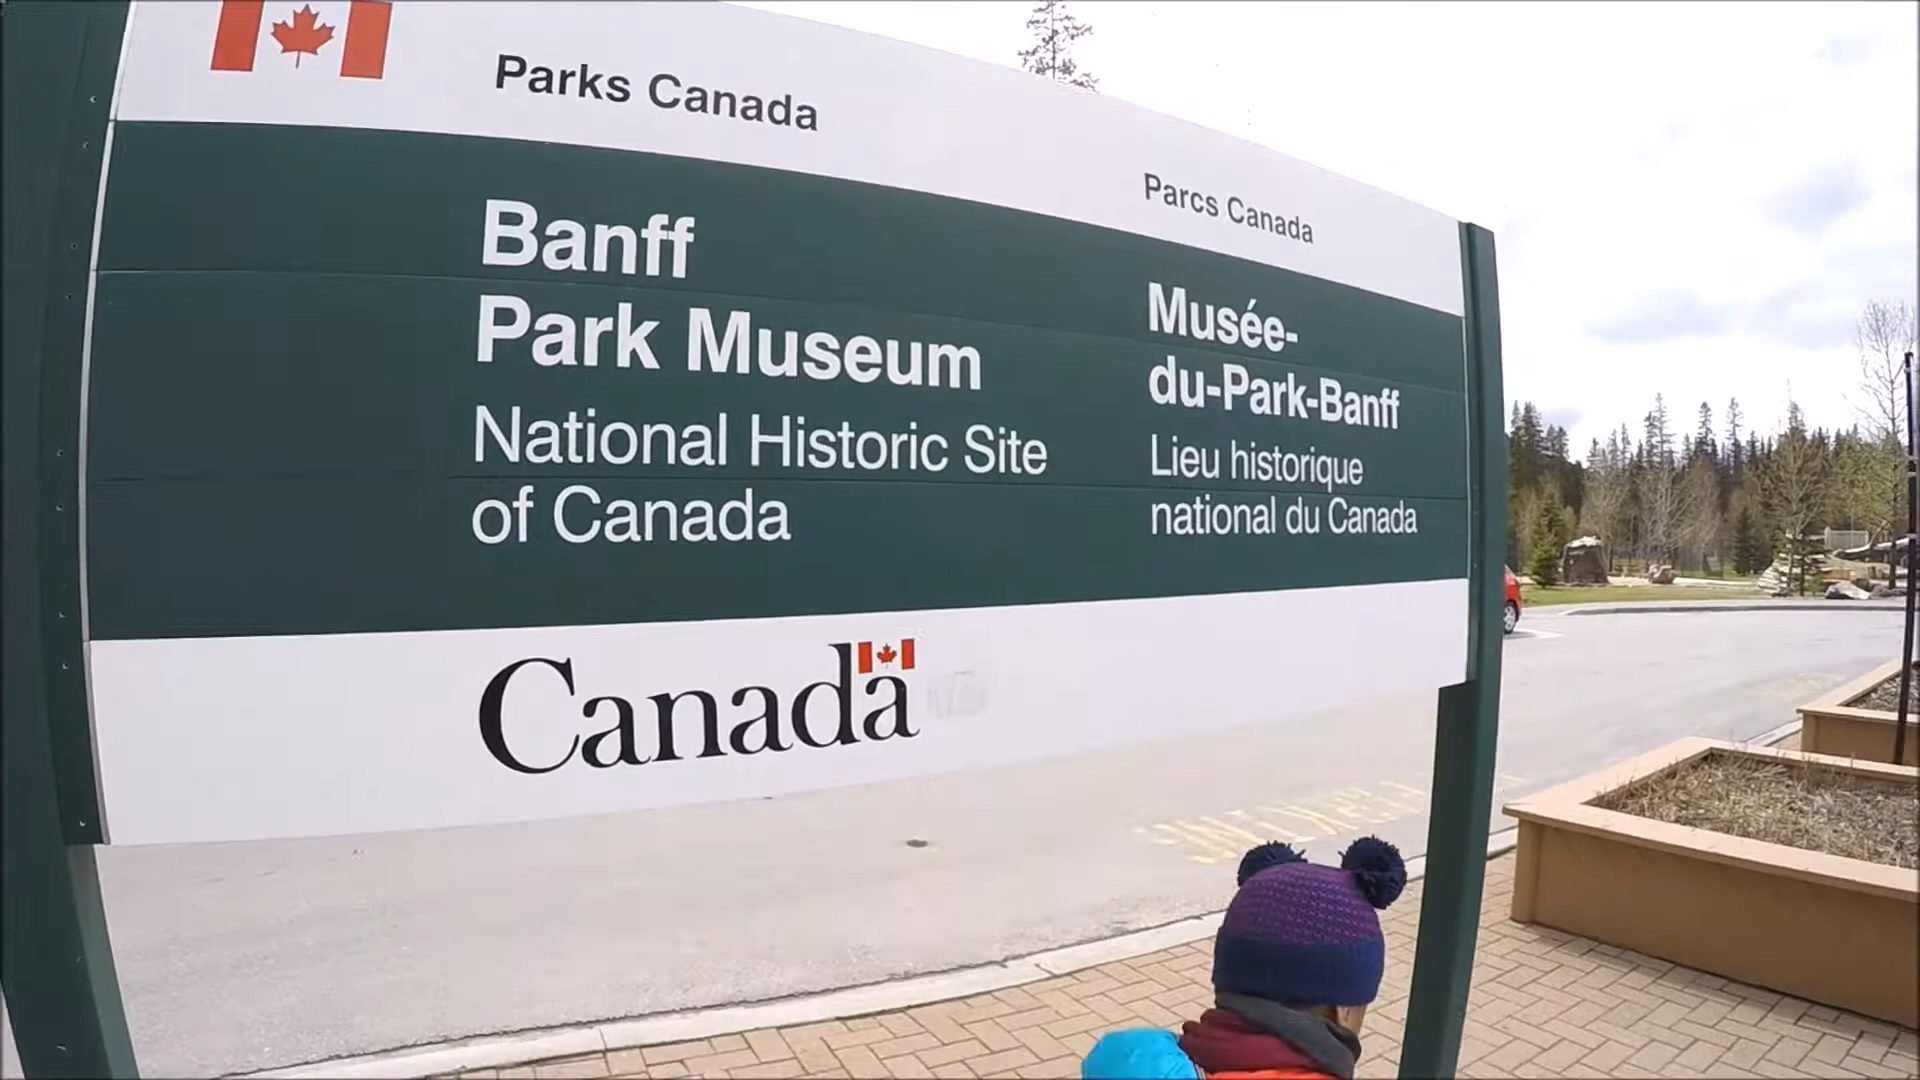 Parks Canada
Parcs Canada
Banff
Park Museum
National Historic Site
of Canada
Musée-
du-Park-Banff
Lieu historique
national du Canada
Canada